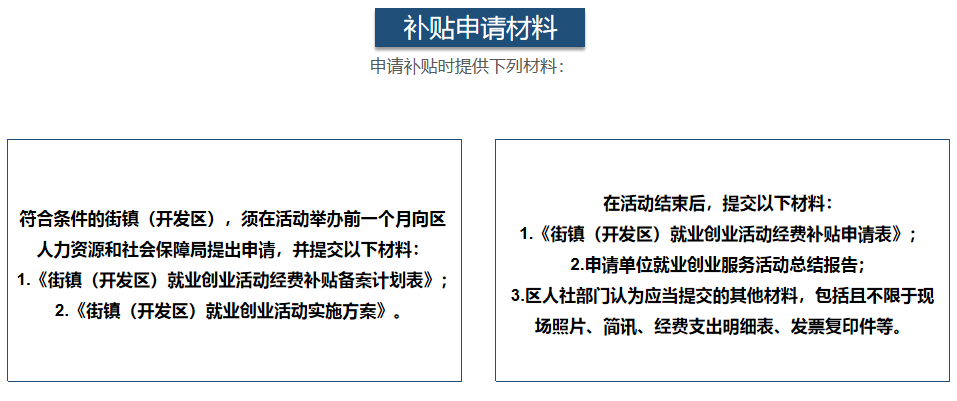 补贴申请材料
申请补贴时提供下列材料：
符合条件的街镇（开发区），须在活动举办前一个月向区
人力资源和社会保障局提出申请，并提交以下材料：
1.《街镇（开发区）就业创业活动经费补贴备案计划表》；
2.《街镇（开发区）就业创业活动实施方案》。
在活动结束后，提交以下材料：
1.《街镇（开发区）就业创业活动经费补贴申请表》；
2.申请单位就业创业服务活动总结报告；
3.区人社部门认为应当提交的其他材料，包括且不限于现
场照片、简讯、经费支出明细表、发票复印件等。